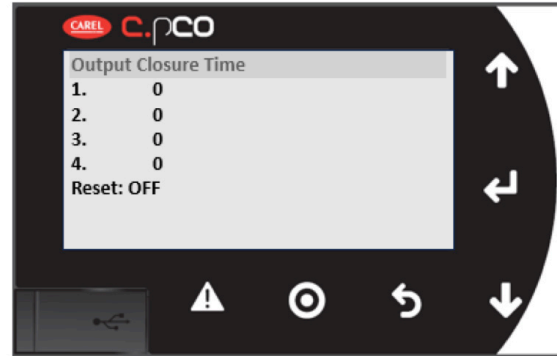 CAREL c.pCO
Output Closure Time
1. 0
2. 0
3. 0
4. 0
Reset: OFF